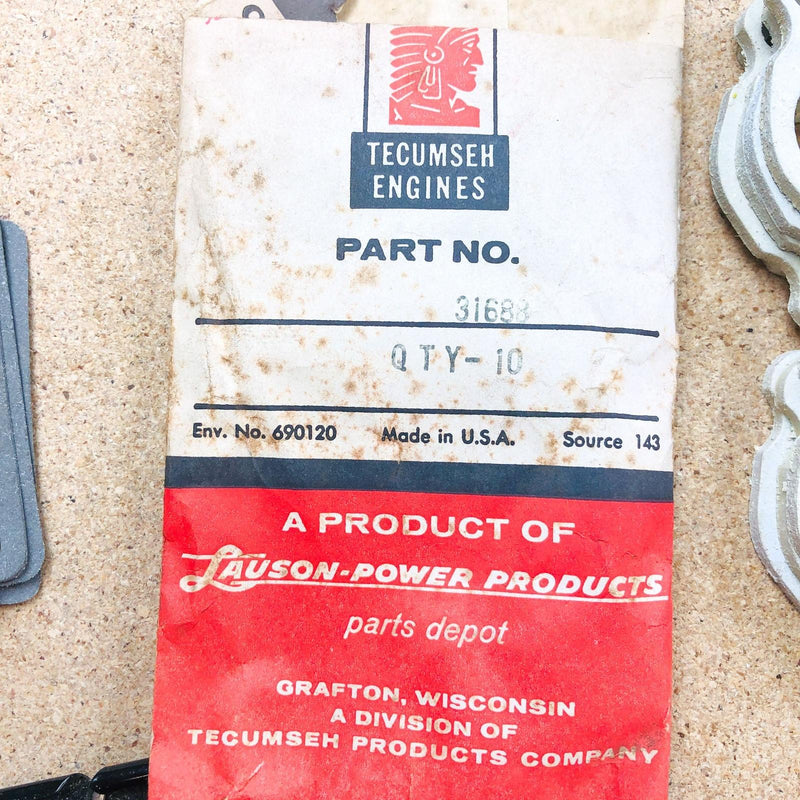 TECUMSEH
ENGINES
PART NO.
31688
QTY-10
Env. No. 690120 Made in U.S.A. Source 143
A PRODUCT OF
LAUSON-POWER PRODUCTS
parts depot
GRAFTON, WISCONSIN
A DIVISION OF
TECUMSEH PRODUCTS COMPANY